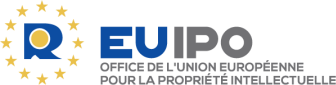 R
EUIPO
OFFICE DE L'UNION EUROPÉENNE
POUR LA PROPRIÉTÉ INTELLECTUELLE